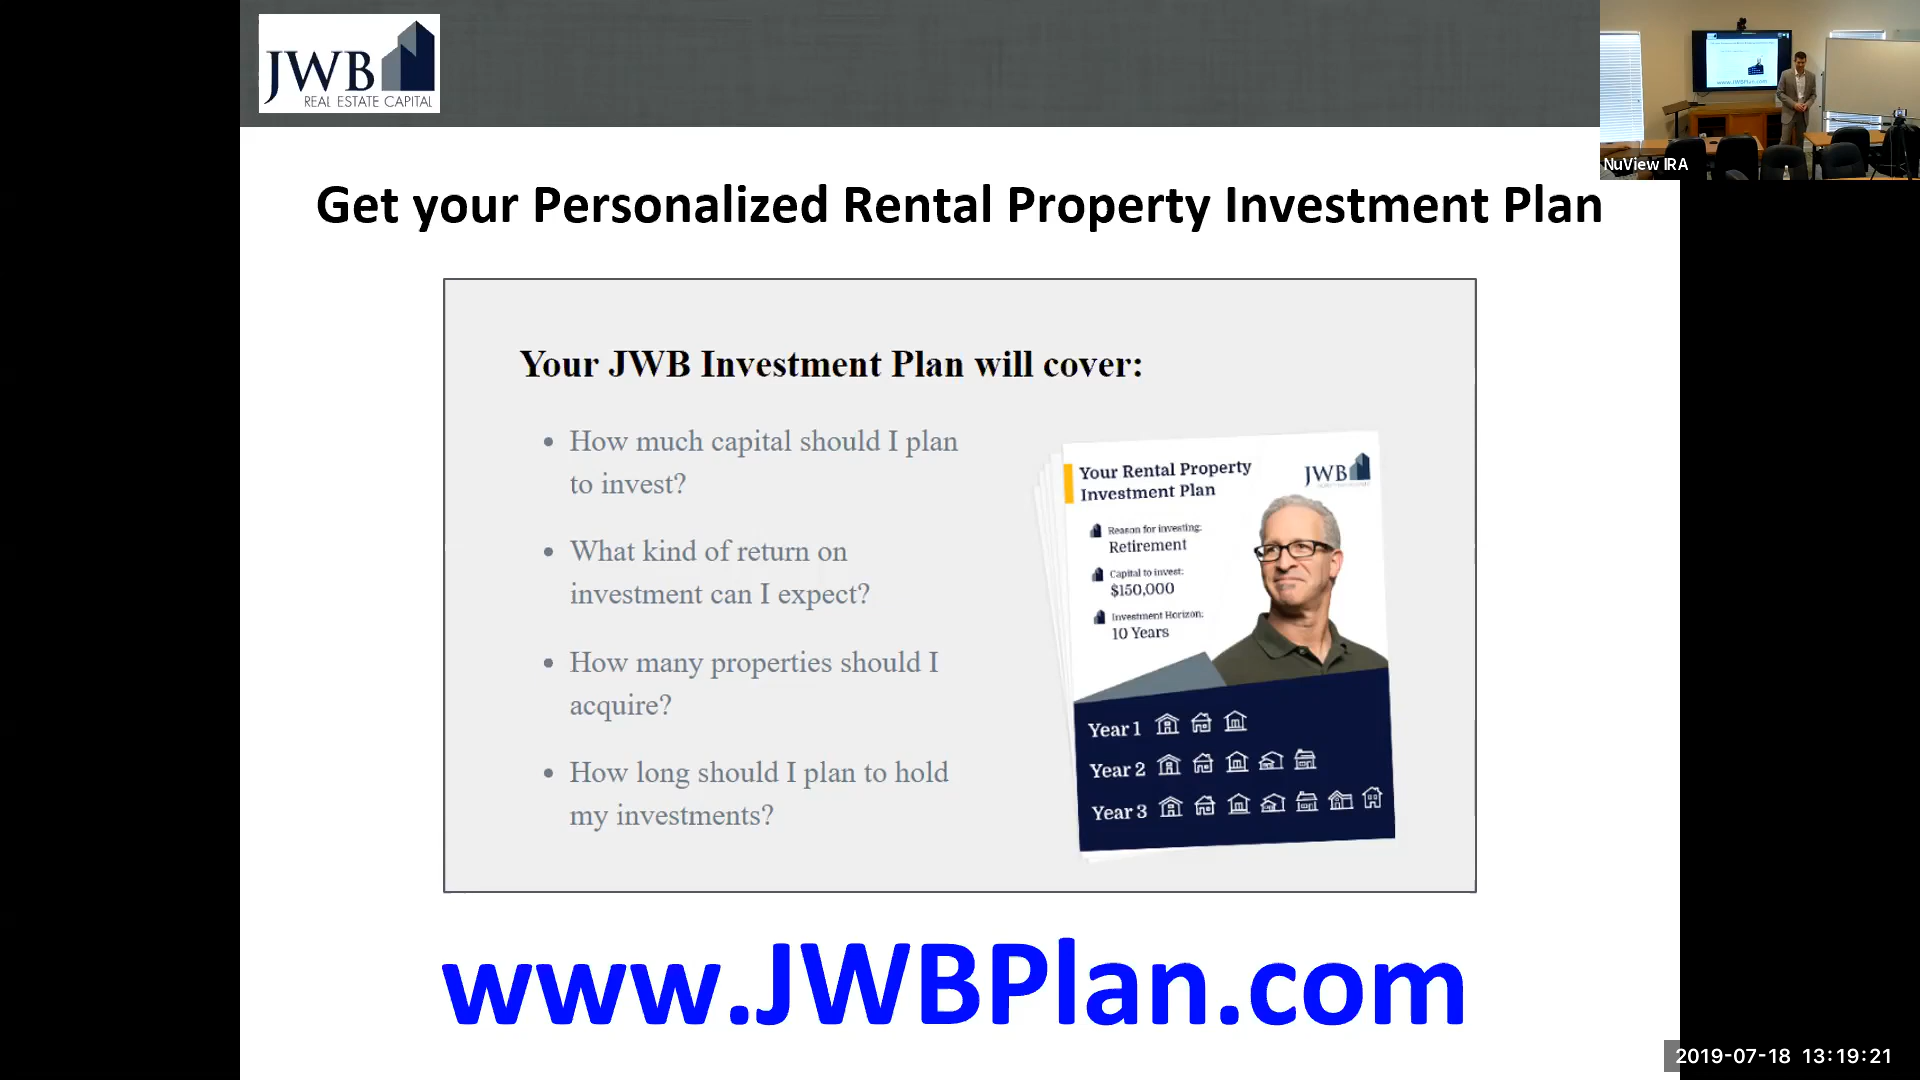 JWB
REAL ESTATE CAPITAL
NuView IRA
Get your Personalized Rental Property Investment Plan
Your JWB Investment Plan will cover:
• How much capital should I plan
to invest?
• What kind of return on
investment can I expect?
• How many properties should I
acquire?
• How long should I plan to hold
my investments?
Your Rental Property
Investment Plan
JWB
Reason for investing:
Retirement
Capital to invest:
$150,000
Investment Horizon:
10 Years
Year 1
Year 2
Year 3
www.JWBPlan.com
2019-07-18 13:19:21